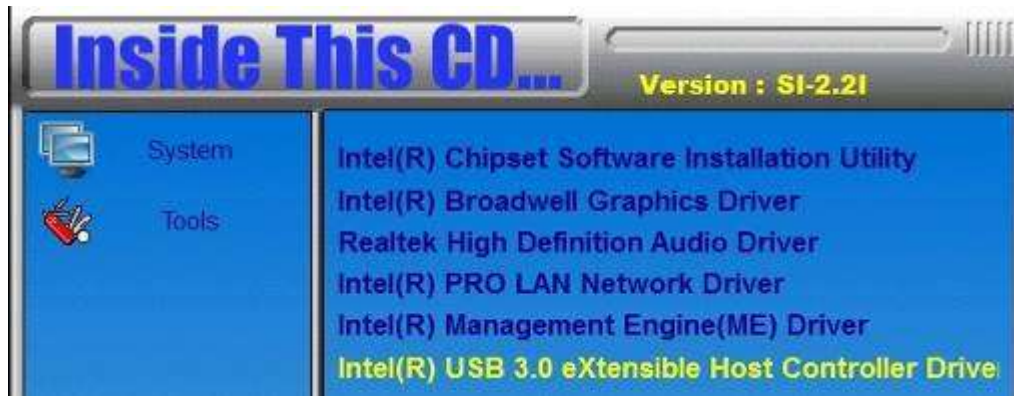 Inside This CD...
Version : SI-2.2I
System
Tools
Intel(R) Chipset Software Installation Utility
Intel(R) Broadwell Graphics Driver
Realtek High Definition Audio Driver
Intel(R) PRO LAN Network Driver
Intel(R) Management Engine(ME) Driver
Intel(R) USB 3.0 eXtensible Host Controller Drive